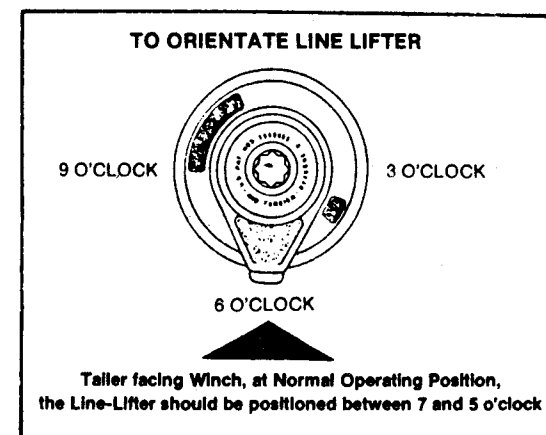 TO ORIENTATE LINE LIFTER
9 O'CLOCK
3 O'CLOCK
6 O'CLOCK
Tailer facing Winch, at Normal Operating Position,
the Line-Lifter should be positioned between 7 and 5 o'clock